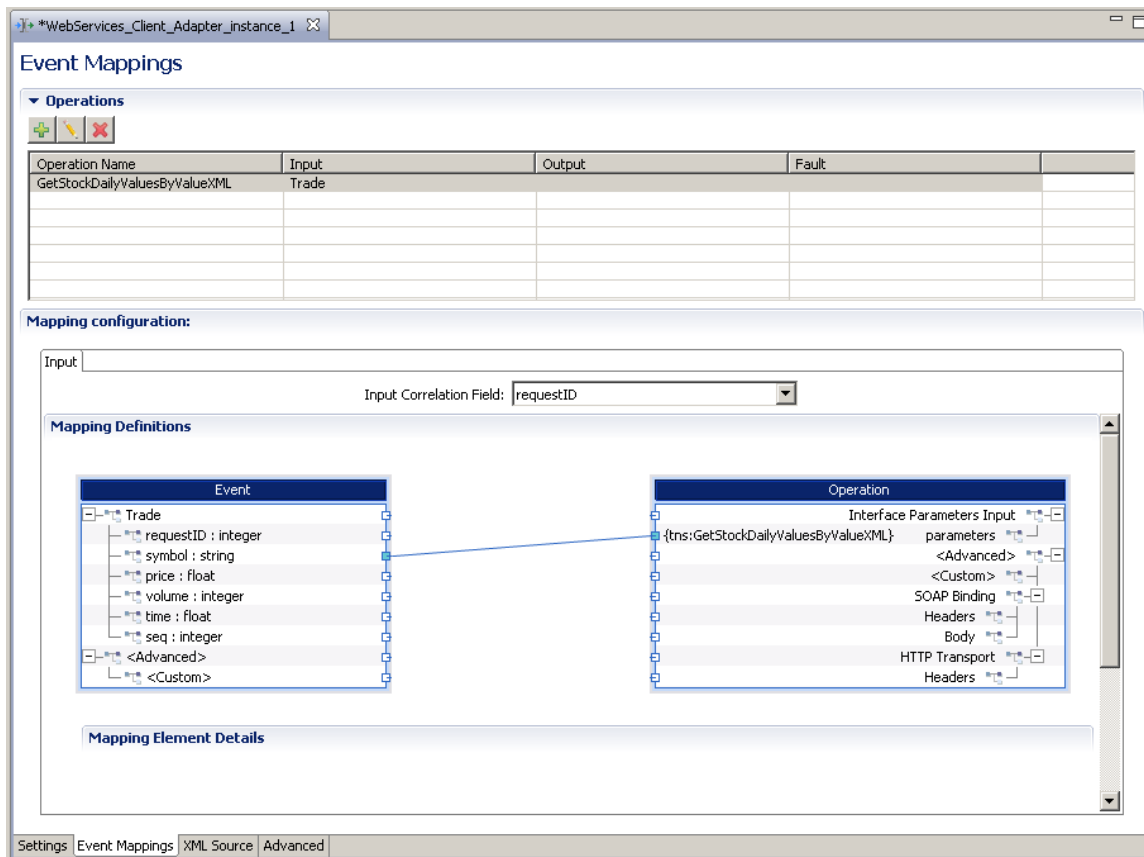 *WebServices_Client_Adapter_instance_1
Event Mappings
Operations
Operation Name Input Output Fault
GetStockDailyValuesByValueXML Trade
Mapping configuration:
Input
Input Correlation Field: requestID
Mapping Definitions
Event
Trade
requestID : integer
symbol : string
price : float
volume : integer
time : float
seq : integer
<Advanced>
<Custom>
Operation
Interface Parameters Input
{tns:GetStockDailyValuesByValueXML} parameters
<Advanced>
<Custom>
SOAP Binding
Headers
Body
HTTP Transport
Headers
Mapping Element Details
Settings Event Mappings XML Source Advanced